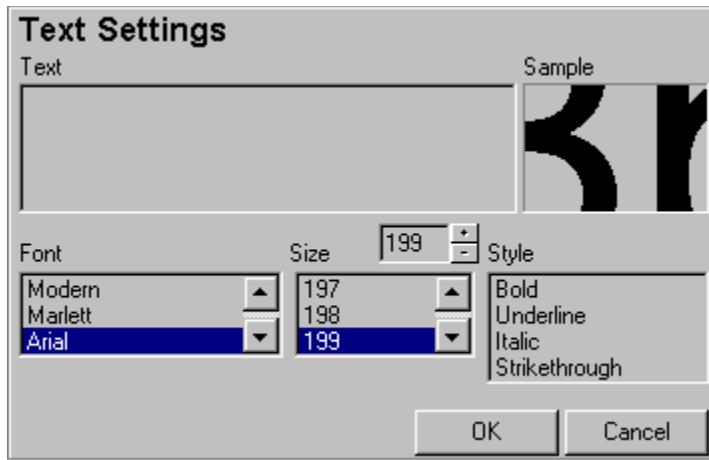 Text Settings
Text
Sample
Font
Size
199
+
-
Style
Modern
Marlett
Arial
197
198
199
Bold
Underline
Italic
Strikethrough
OK
Cancel